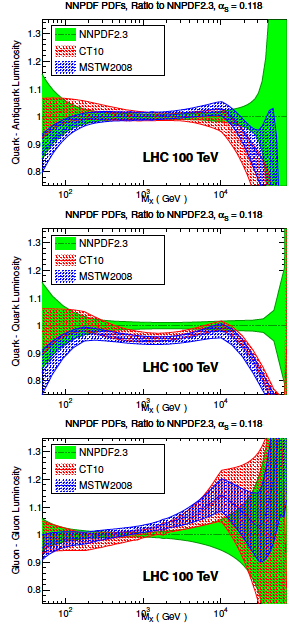 NNPDF PDFs, Ratio to NNPDF2.3, αs = 0.118
Quark - Antiquark Luminosity
1.3
1.2
1.1
1
0.9
0.8
NNPDF2.3
CT10
MSTW2008
LHC 100 TeV
10² 10³ 10⁴
Mx ( GeV )
NNPDF PDFs, Ratio to NNPDF2.3, αs = 0.118
Quark - Quark Luminosity
1.3
1.2
1.1
1
0.9
0.8
NNPDF2.3
CT10
MSTW2008
LHC 100 TeV
10² 10³ 10⁴
Mx ( GeV )
NNPDF PDFs, Ratio to NNPDF2.3, αs = 0.118
Gluon - Gluon Luminosity
1.3
1.2
1.1
1
0.9
0.8
NNPDF2.3
CT10
MSTW2008
LHC 100 TeV
10² 10³ 10⁴
Mx ( GeV )